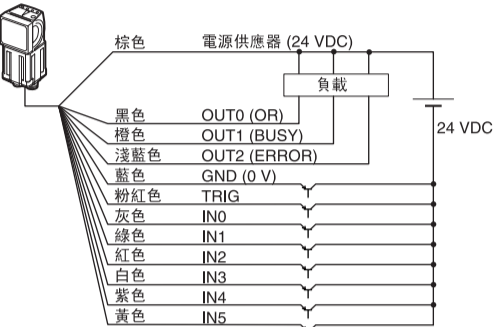 棕色 電源供應器 (24 VDC)
負載
黑色 OUT0 (OR)
橙色 OUT1 (BUSY)
24 VDC
淺藍色 OUT2 (ERROR)
藍色 GND (0 V)
粉紅色 TRIG
灰色 IN0
綠色 IN1
紅色 IN2
白色 IN3
紫色 IN4
黃色 IN5